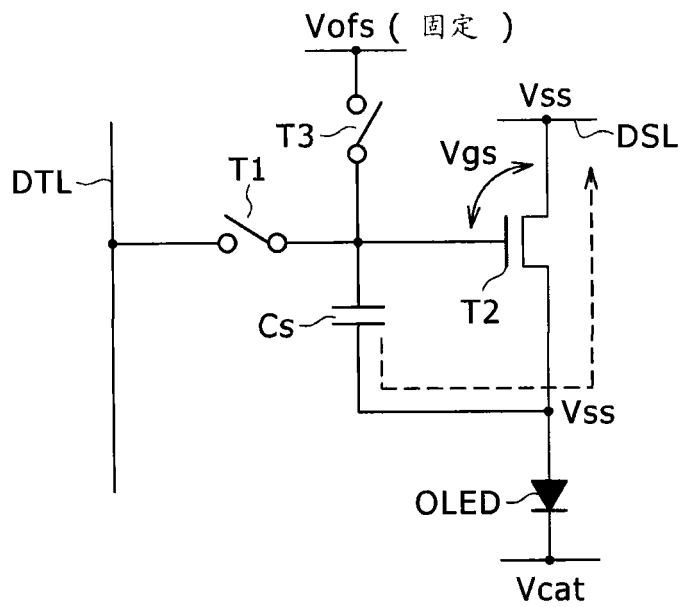 Vofs ( 固定 )
Vss
DSL
T3
Vgs
DTL
T1
T2
Cs
Vss
OLED
Vcat